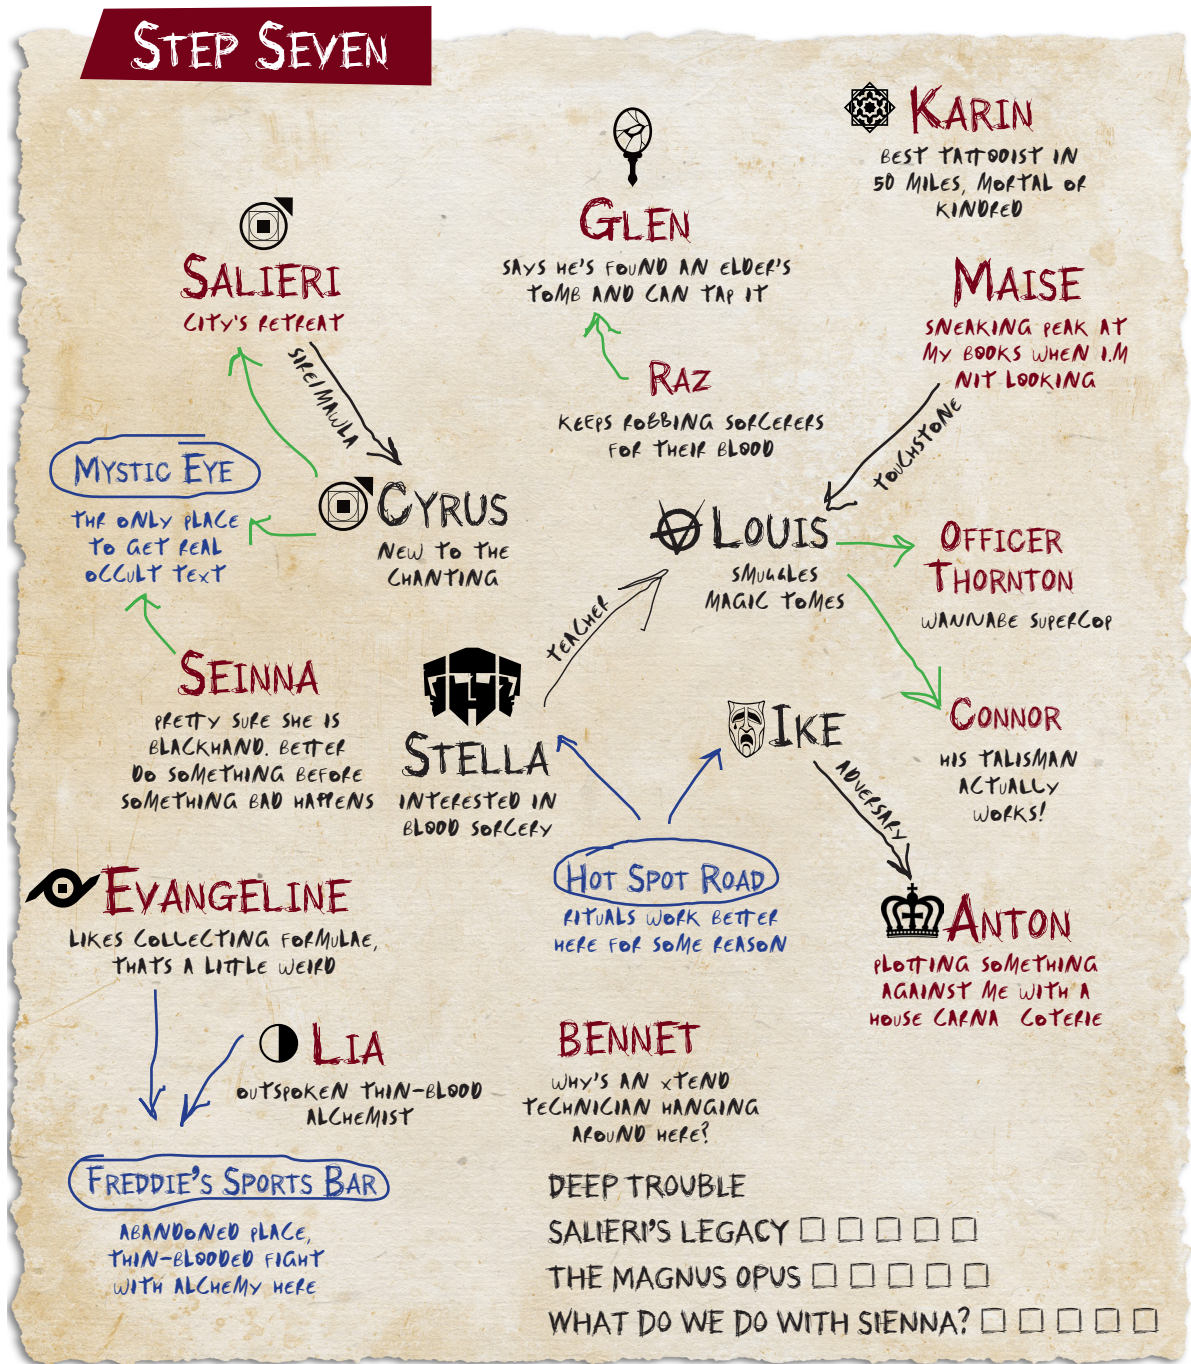 STEP SEVEN
KARIN
BEST TATTOOIST IN
50 MILES, MORTAL OR
KINDRED
GLEN
SAYS HE'S FOUND AN ELDER'S
TOMB AND CAN TAP IT
SALIERI
CITY'S RETREAT
MAISE
SNEAKING PEAK AT
MY BOOKS WHEN I.M
NIT LOOKING
SIRE/MAWLA
RAZ
KEEPS ROBBING SORCERERS
FOR THEIR BLOOD
TOUCHSTONE
MYSTIC EYE
THR ONLY PLACE
TO GET REAL
OCCULT TEXT
CYRUS
NEW TO THE
CHANTING
LOUIS
SMUGGLES
MAGIC TOMES
OFFICER
THORNTON
WANNABE SUPERCOP
TEACHER
SEINNA
PRETTY SURE SHE IS
BLACKHAND. BETTER
DO SOMETHING BEFORE
SOMETHING BAD HAPPENS
STELLA
INTERESTED IN
BLOOD SORCERY
IKE
ADVERSARY
CONNOR
HIS TALISMAN
ACTUALLY
WORKS!
EVANGELINE
LIKES COLLECTING FORMULAE,
THATS A LITTLE WEIRD
HOT SPOT ROAD
RITUALS WORK BETTER
HERE FOR SOME REASON
ANTON
PLOTTING SOMETHING
AGAINST ME WITH A
HOUSE CARNA COTERIE
LIA
OUTSPOKEN THIN-BLOOD
ALCHEMIST
BENNET
WHY'S AN XTEND
TECHNICIAN HANGING
AROUND HERE?
FREDDIE'S SPORTS BAR
ABANDONED PLACE,
THIN-BLOODED FIGHT
WITH ALCHEMY HERE
DEEP TROUBLE
SALIERI'S LEGACY
THE MAGNUS OPUS
WHAT DO WE DO WITH SIENNA?